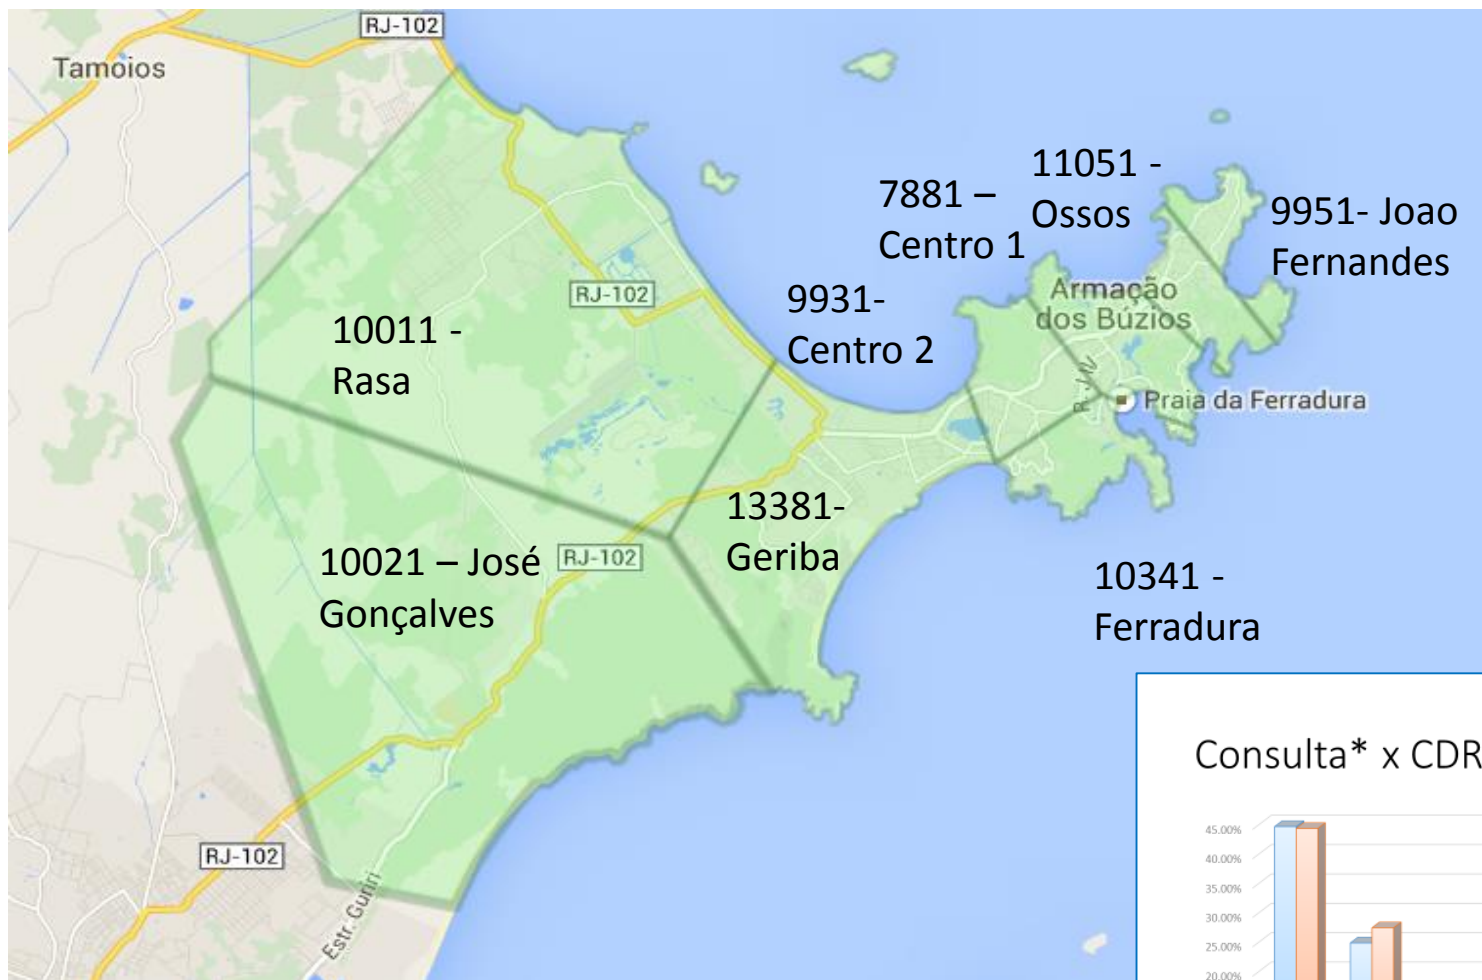 RJ-102
Tamoios
11051 -
Ossos
7881 –
Centro 1
9951- Joao
Fernandes
RJ-102
9931-
Centro 2
Armação
dos Búzios
10011 -
Rasa
Praia da Ferradura
13381-
Geriba
10021 – José
Gonçalves
RJ-102
10341 -
Ferradura
RJ-102
Estr. Guriri
Consulta* x CDR
45.00%
40.00%
35.00%
30.00%
25.00%
20.00%